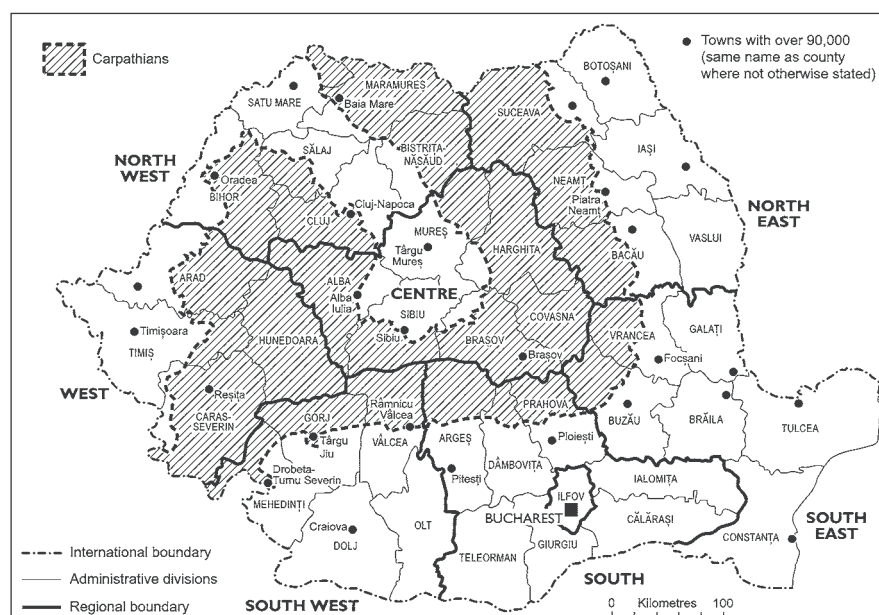 Carpathians
Towns with over 90,000
(same name as county
where not otherwise stated)
BOTOȘANI
MARAMUREȘ
SATU MARE
Baia Mare
SUCEAVA
BISTRIȚA-
NĂSĂUD
SĂLAJ
IAȘI
NORTH
WEST
Oradea
BIHOR
NEAMȚ
Piatra
Neamț
Cluj-Napoca
CLUJ
NORTH
EAST
MUREȘ
Târgu
Mureș
HARGHITA
VASLUI
BACĂU
ARAD
ALBA
Alba
Iulia
CENTRE
SIBIU
COVASNA
Timișoara
TIMIȘ
HUNEDOARA
Sibiu
BRASOV
Brașov
VRANCEA
GALAȚI
Focșani
WEST
Reșița
CARAS-
SEVERIN
GORJ
Râmnicu
Vâlcea
PRAHOVA
BUZĂU
BRĂILA
TULCEA
Târgu
Jiu
VÂLCEA
ARGEȘ
Ploiești
DÂMBOVIȚA
Drobeta-
Turnu Severin
Pitești
MEHEDINȚI
ILFOV
IALOMIȚA
BUCHAREST
CĂLĂRAȘI
Craiova
DOLJ
OLT
SOUTH
EAST
CONSTANȚA
TELEORMAN
GIURGIU
International boundary
Administrative divisions
Regional boundary
SOUTH WEST
SOUTH
0 Kilometres 100